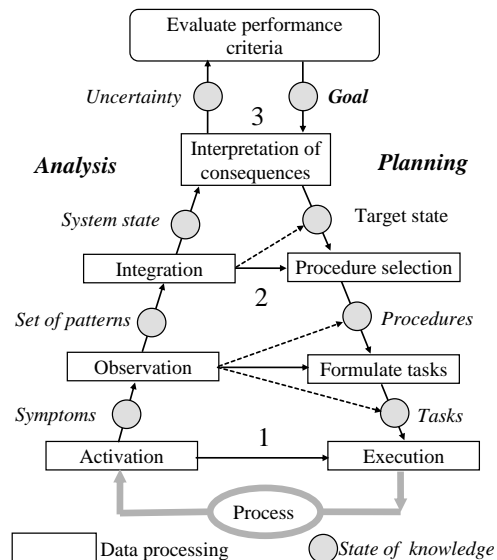 Evaluate performance
criteria
Uncertainty
Goal
3
Analysis
Interpretation of
consequences
Planning
System state
Target state
Integration
Procedure selection
2
Set of patterns
Procedures
Observation
Formulate tasks
Symptoms
Tasks
1
Activation
Execution
Process
Data processing
State of knowledge